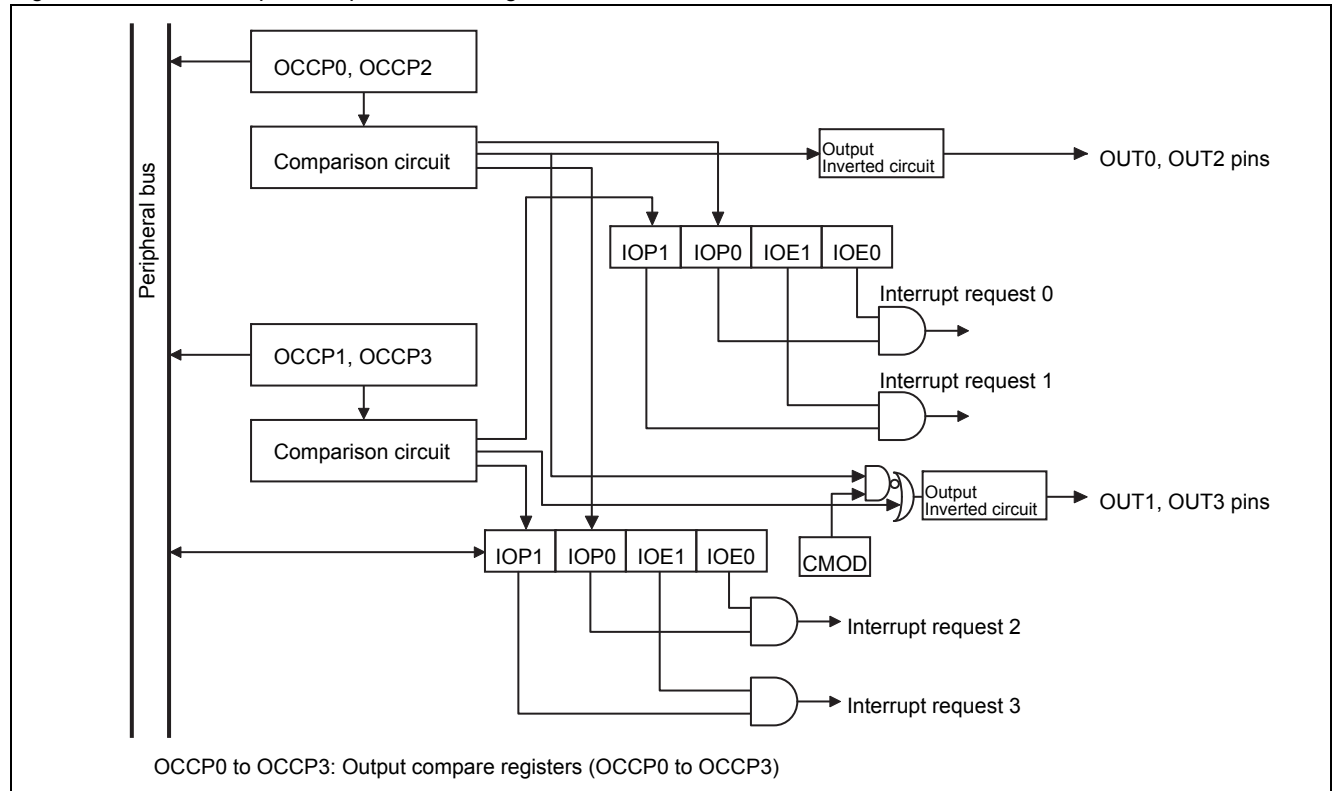 Peripheral bus
OCCP0, OCCP2
Comparison circuit
Output
Inverted circuit
OUT0, OUT2 pins
IOP1 IOP0 IOE1 IOE0
Interrupt request 0
OCCP1, OCCP3
Interrupt request 1
Comparison circuit
Output
Inverted circuit
OUT1, OUT3 pins
IOP1 IOP0 IOE1 IOE0
CMOD
Interrupt request 2
Interrupt request 3
OCCP0 to OCCP3: Output compare registers (OCCP0 to OCCP3)